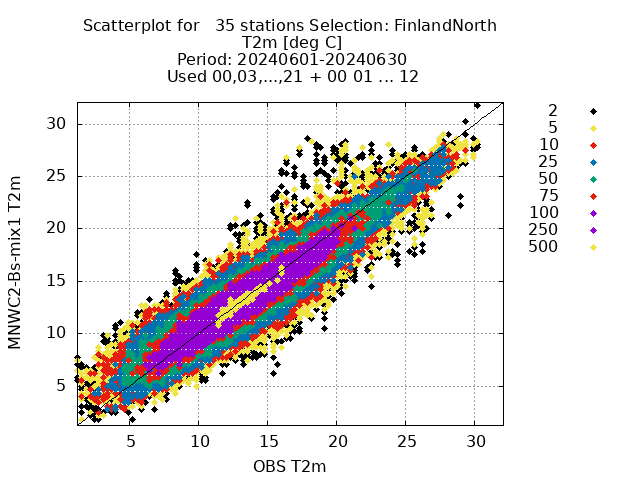 Scatterplot for   35 stations Selection: FinlandNorth
T2m [deg C]
Period: 20240601-20240630
Used 00,03,...,21 + 00 01 ... 12
2
5
10
25
50
75
100
250
500
30
25
20
15
10
5
MNWC2-Bs-mix1 T2m
5 10 15 20 25 30
OBS T2m